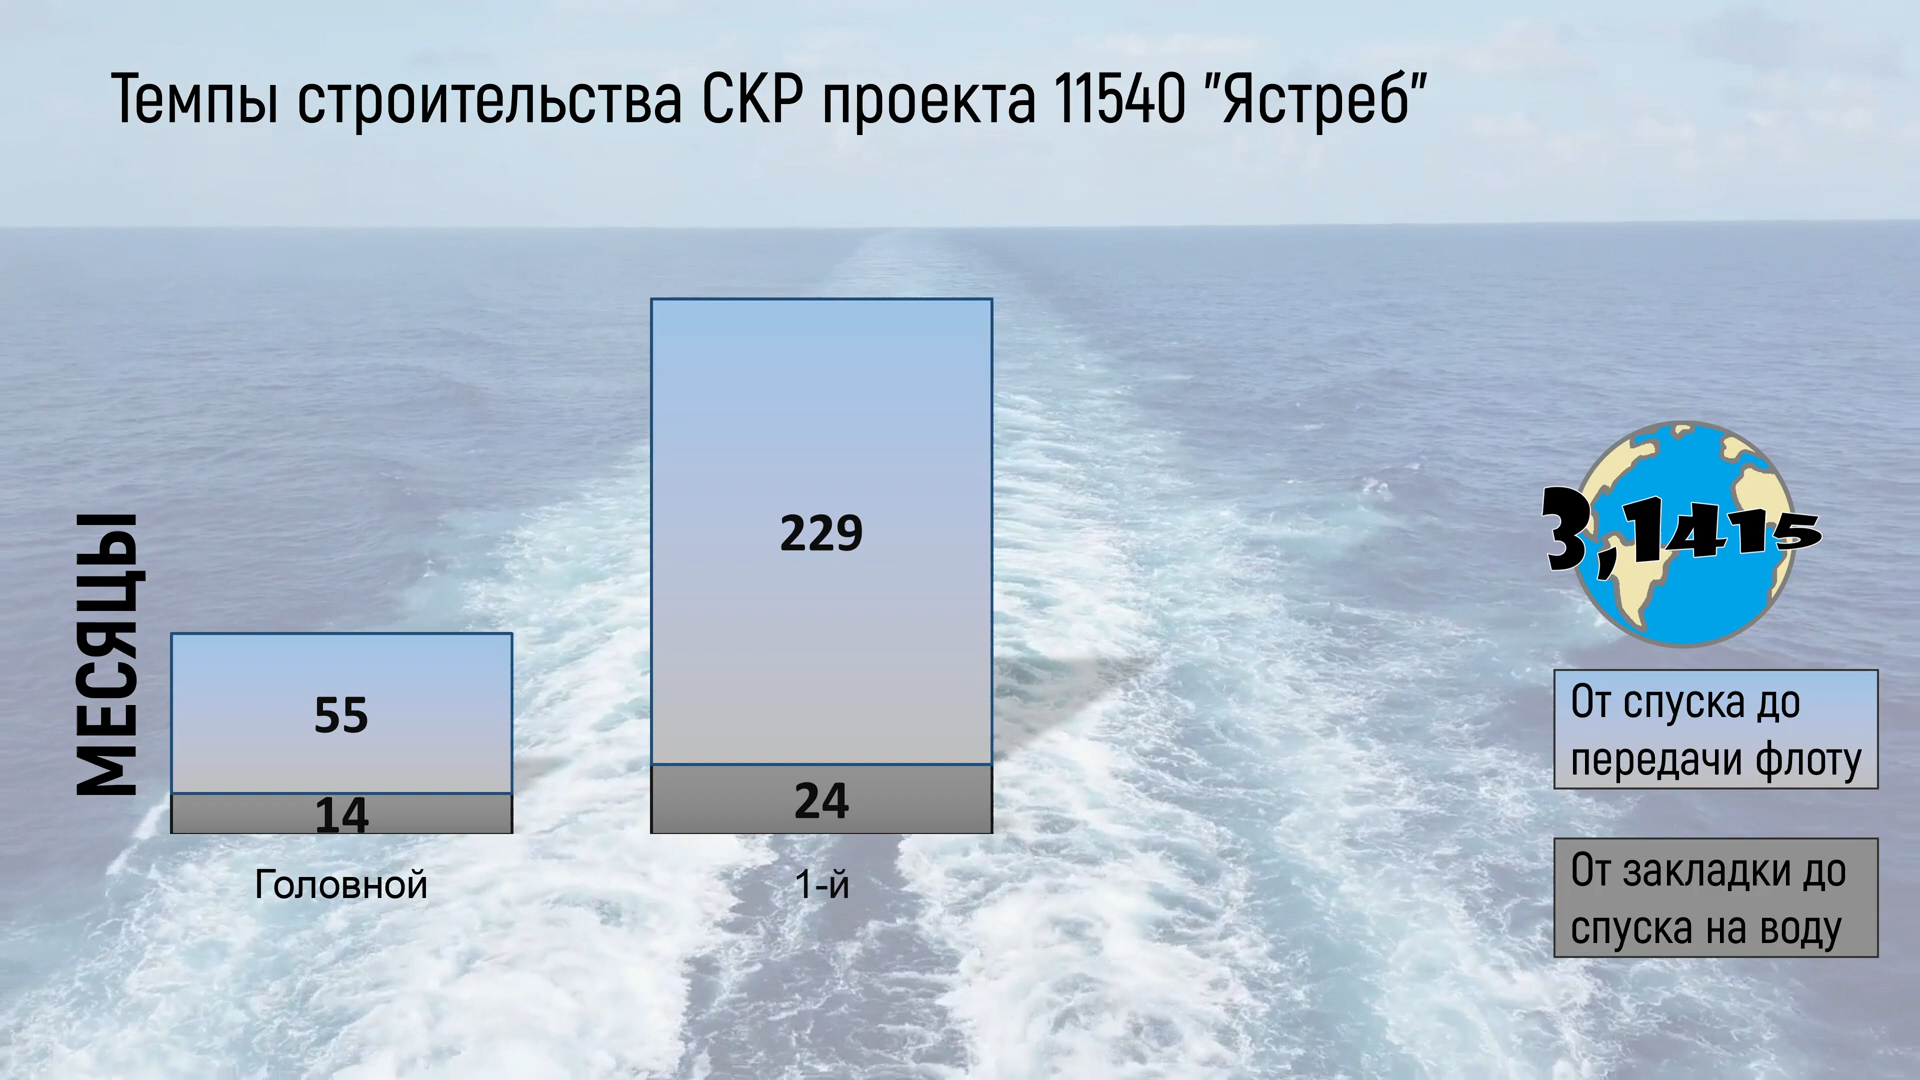 Темпы строительства СКР проекта 11540 "Ястреб"
МЕСЯЦЫ
229
55
24
14
Головной
1-й
3,1415
От спуска до
передачи флоту
От закладки до
спуска на воду